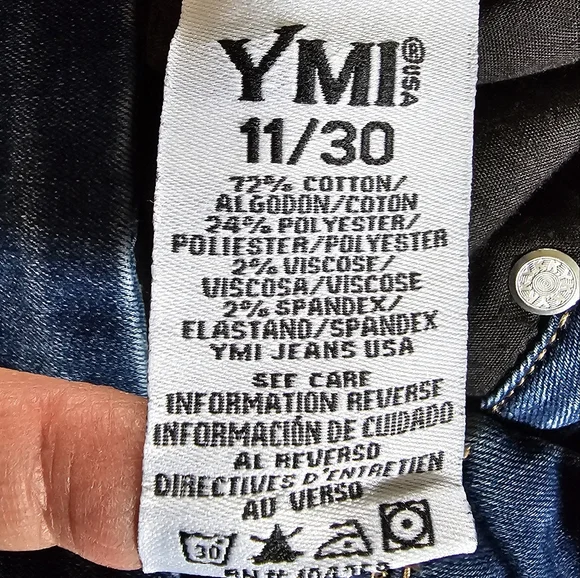 YMI®USA
11/30
72% COTTON/
ALGODON/COTON
24% POLYESTER/
POLIESTER/POLYESTER
2% VISCOSE/
VISCOSA/VISCOSE
2% SPANDEX/
ELASTANO/SPANDEX
YMI JEANS USA
SEE CARE
INFORMATION REVERSE
INFORMACIÓN DE CUIDADO
AL REVERSO
DIRECTIVES D'ENTRETIEN
AU VERSO
30
RN #